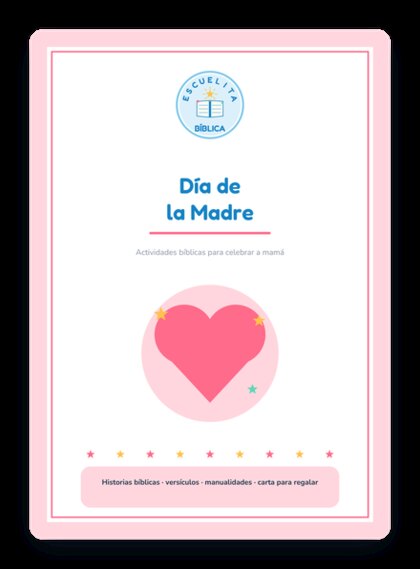 ESCUELITA
BÍBLICA
Día de
la Madre
Actividades bíblicas para celebrar a mamá
Historias bíblicas · versículos · manualidades · carta para regalar